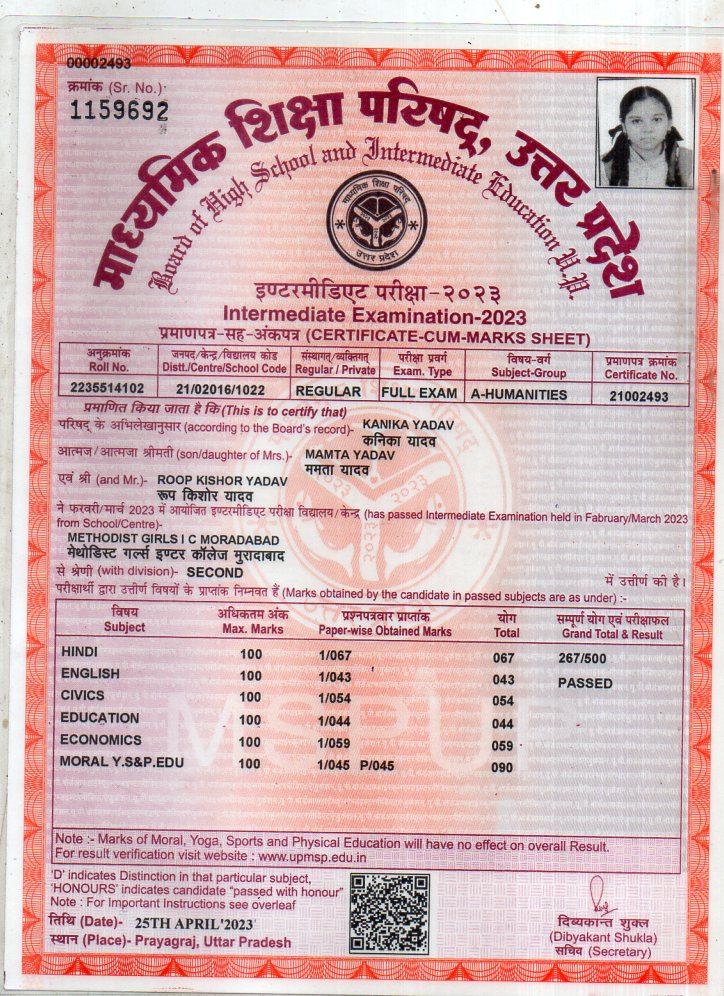 00002493
क्रमांक (Sr. No.)
1159692
माध्यमिक शिक्षा परिषद्, उत्तर प्रदेश
Board of High School and Intermediate Education U.P.
माध्यमिक शिक्षा परिषद्
उत्तर प्रदेश
इण्टरमीडिएट परीक्षा-२०२३
Intermediate Examination-2023
प्रमाणपत्र-सह-अंकपत्र (CERTIFICATE-CUM-MARKS SHEET)
अनुक्रमांक जनपद/केन्द्र/विद्यालय कोड संस्थागत्/व्यक्तिगत् परीक्षा प्रवर्ग विषय-वर्ग प्रमाणपत्र क्रमांक
Roll No. Distt./Centre/School Code Regular / Private Exam. Type Subject-Group Certificate No.
2235514102 21/02016/1022 REGULAR FULL EXAM A-HUMANITIES 21002493
प्रमाणित किया जाता है कि (This is to certify that)
परिषद् के अभिलेखानुसार (according to the Board's record)- KANIKA YADAV
कनिका यादव
आत्मज/आत्मजा श्रीमती (son/daughter of Mrs.)- MAMTA YADAV
ममता यादव
एवं श्री (and Mr.)- ROOP KISHOR YADAV
रूप किशोर यादव
ने फरवरी/मार्च 2023 में आयोजित इण्टरमीडिएट परीक्षा विद्यालय/केन्द्र (has passed Intermediate Examination held in Fabruary/March 2023
from School/Centre)-
METHODIST GIRLS I C MORADABAD
मेथोडिस्ट गर्ल्स इण्टर कॉलेज मुरादाबाद
से श्रेणी (with division)- SECOND में उत्तीर्ण की है।
परीक्षार्थी द्वारा उत्तीर्ण विषयों के प्राप्तांक निम्नवत हैं (Marks obtained by the candidate in passed subjects are as under) :-
विषय अधिकतम अंक प्रश्नपत्रवार प्राप्तांक योग सम्पूर्ण योग एवं परीक्षाफल
Subject Max. Marks Paper-wise Obtained Marks Total Grand Total & Result
HINDI 100 1/067 067 267/500
ENGLISH 100 1/043 043 PASSED
CIVICS 100 1/054 054
EDUCATION 100 1/044 044
ECONOMICS 100 1/059 059
MORAL Y.S&P.EDU 100 1/045 P/045 090
MSPUP
Note :- Marks of Moral, Yoga, Sports and Physical Education will have no effect on overall Result.
For result verification visit website : www.upmsp.edu.in
'D' indicates Distinction in that particular subject,
'HONOURS' indicates candidate "passed with honour"
Note : For Important Instructions see overleaf
तिथि (Date)- 25TH APRIL'2023
स्थान (Place)- Prayagraj, Uttar Pradesh
दिव्यकान्त शुक्ल
(Dibyakant Shukla)
सचिव (Secretary)